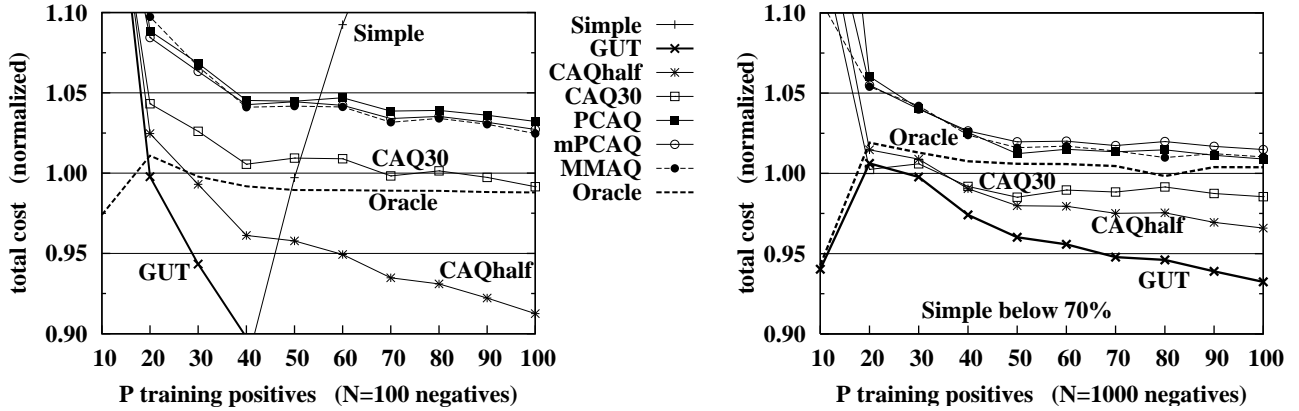 total cost (normalized)
1.10
1.05
1.00
0.95
0.90
10 20 30 40 50 60 70 80 90 100
P training positives (N=100 negatives)
Simple
CAQ30
Oracle
GUT
CAQhalf
Simple
GUT
CAQhalf
CAQ30
PCAQ
mPCAQ
MMAQ
Oracle
total cost (normalized)
1.10
1.05
1.00
0.95
0.90
10 20 30 40 50 60 70 80 90 100
P training positives (N=1000 negatives)
Oracle
CAQ30
CAQhalf
GUT
Simple below 70%